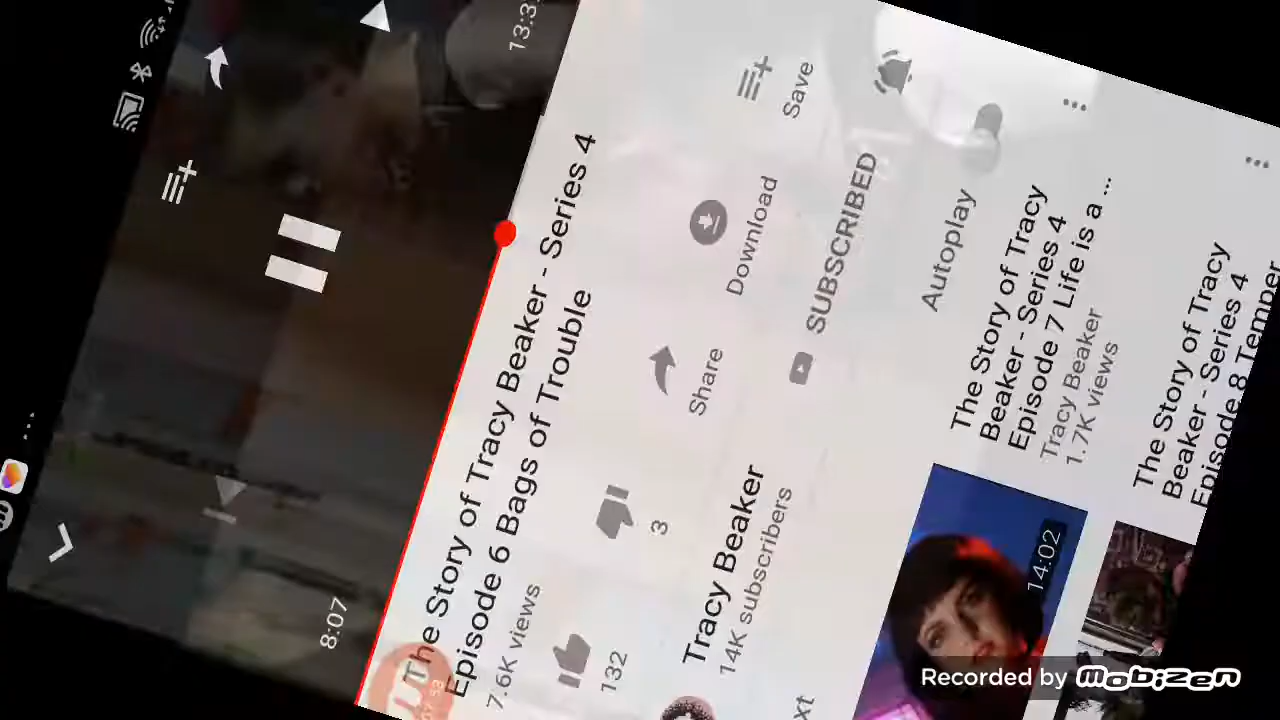 8:07
13:3
The Story of Tracy Beaker - Series 4
Episode 6 Bags of Trouble
7.6K views
132
3
Share
Download
Save
Tracy Beaker
14K subscribers
SUBSCRIBED
xt
Autoplay
14:02
The Story of Tracy
Beaker - Series 4
Episode 7 Life is a ...
Tracy Beaker
1.7K views
The Story of Tracy
Beaker - Series 4
Episode 8 Temper
Recorded by mobizen